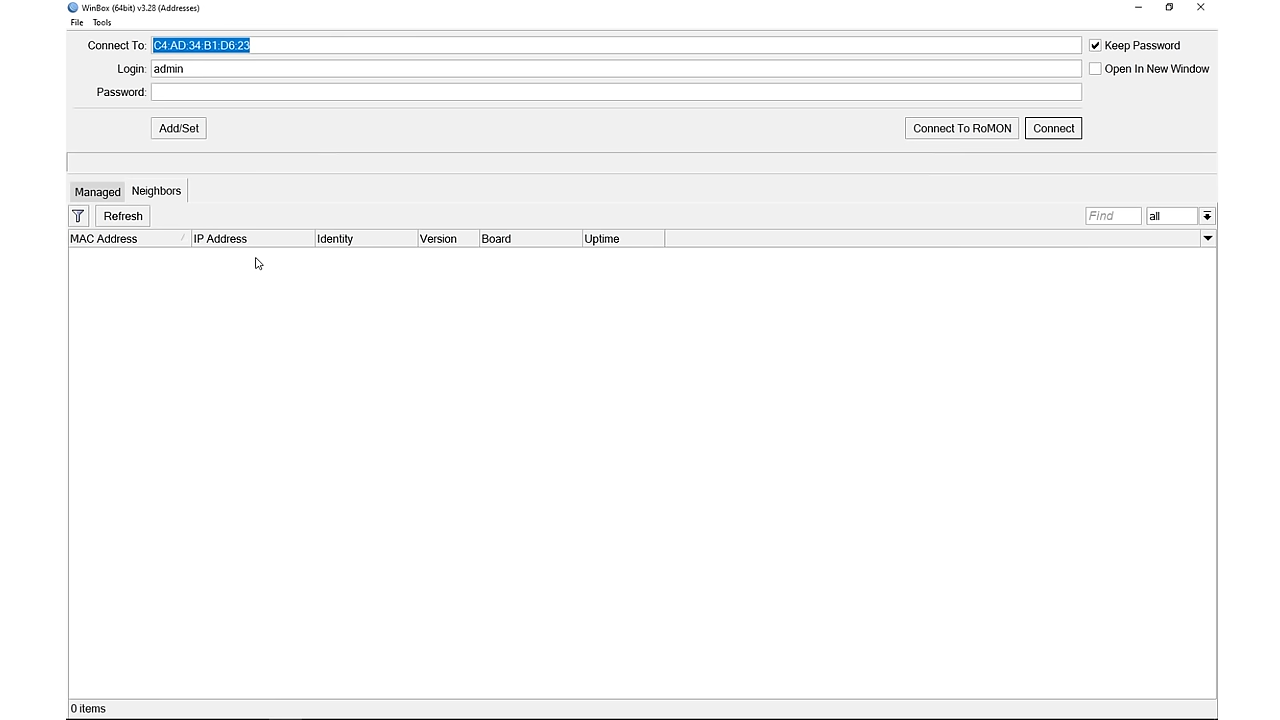 WinBox (64bit) v3.28 (Addresses)
File Tools
Connect To: C4:AD:34:B1:D6:23
Keep Password
Login: admin
Open In New Window
Password:
Add/Set
Connect To RoMON
Connect
Managed
Neighbors
Refresh
Find
all
MAC Address
IP Address
Identity
Version
Board
Uptime
0 items